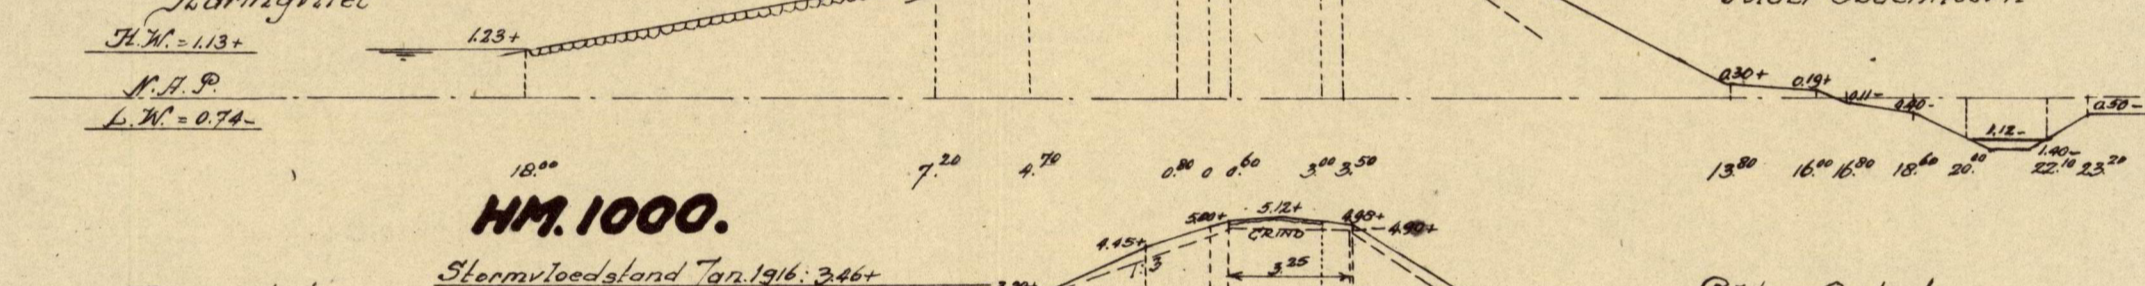 H.W. = 1.13+
1.23+
N.A.P.
L.W. = 0.74-
0.30+ 0.19+ 0.11- 0.40- 1.12- 1.40- 0.50-
18.00 7.20 4.70 0.80 0 0.60 3.00 3.50 13.80 16.00 16.80 18.60 20.00 22.10 23.20
HM. 1000.
4.45+ 5.00+ 5.12+ 4.98+ 4.90+
GRIND
1:3
3.25
Stormvloedstand Jan. 1916: 3.46+